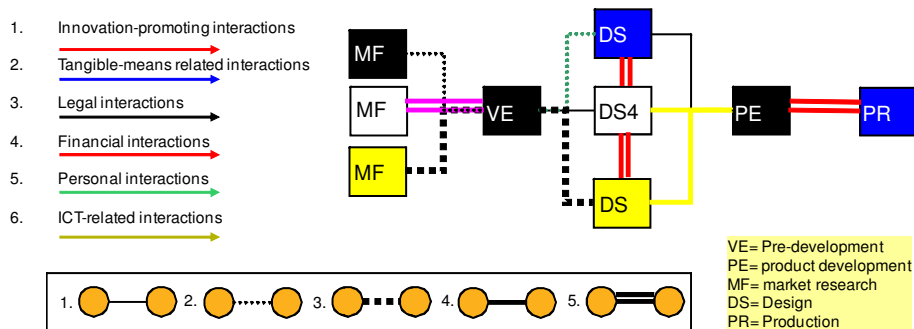 1. Innovation-promoting interactions
2. Tangible-means related interactions
3. Legal interactions
4. Financial interactions
5. Personal interactions
6. ICT-related interactions
MF
MF
MF
VE
DS
DS4
DS
PE
PR
VE= Pre-development
PE= product development
MF= market research
DS= Design
PR= Production
1. 2. 3. 4. 5.